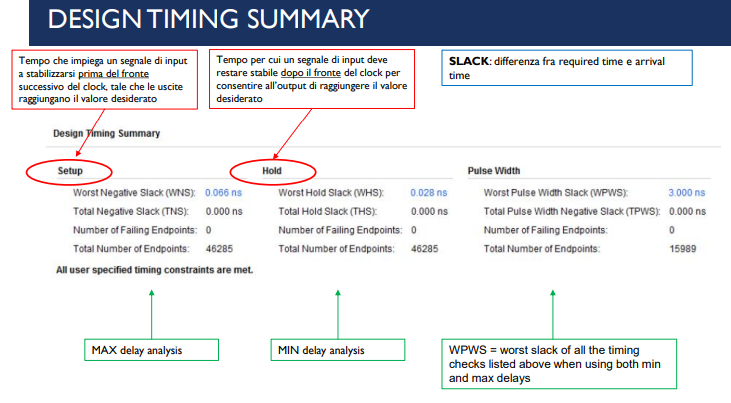 DESIGN TIMING SUMMARY
Tempo che impiega un segnale di input
a stabilizzarsi prima del fronte
successivo del clock, tale che le uscite
raggiungano il valore desiderato
Tempo per cui un segnale di input deve
restare stabile dopo il fronte del clock per
consentire all'output di raggiungere il valore
desiderato
SLACK: differenza fra required time e arrival
time
Design Timing Summary
Setup
Worst Negative Slack (WNS): 0.066 ns
Total Negative Slack (TNS): 0.000 ns
Number of Failing Endpoints: 0
Total Number of Endpoints: 46285
Hold
Worst Hold Slack (WHS): 0.028 ns
Total Hold Slack (THS): 0.000 ns
Number of Failing Endpoints: 0
Total Number of Endpoints: 46285
Pulse Width
Worst Pulse Width Slack (WPWS): 3.000 ns
Total Pulse Width Negative Slack (TPWS): 0.000 ns
Number of Failing Endpoints: 0
Total Number of Endpoints: 15989
All user specified timing constraints are met.
MAX delay analysis
MIN delay analysis
WPWS = worst slack of all the timing
checks listed above when using both min
and max delays